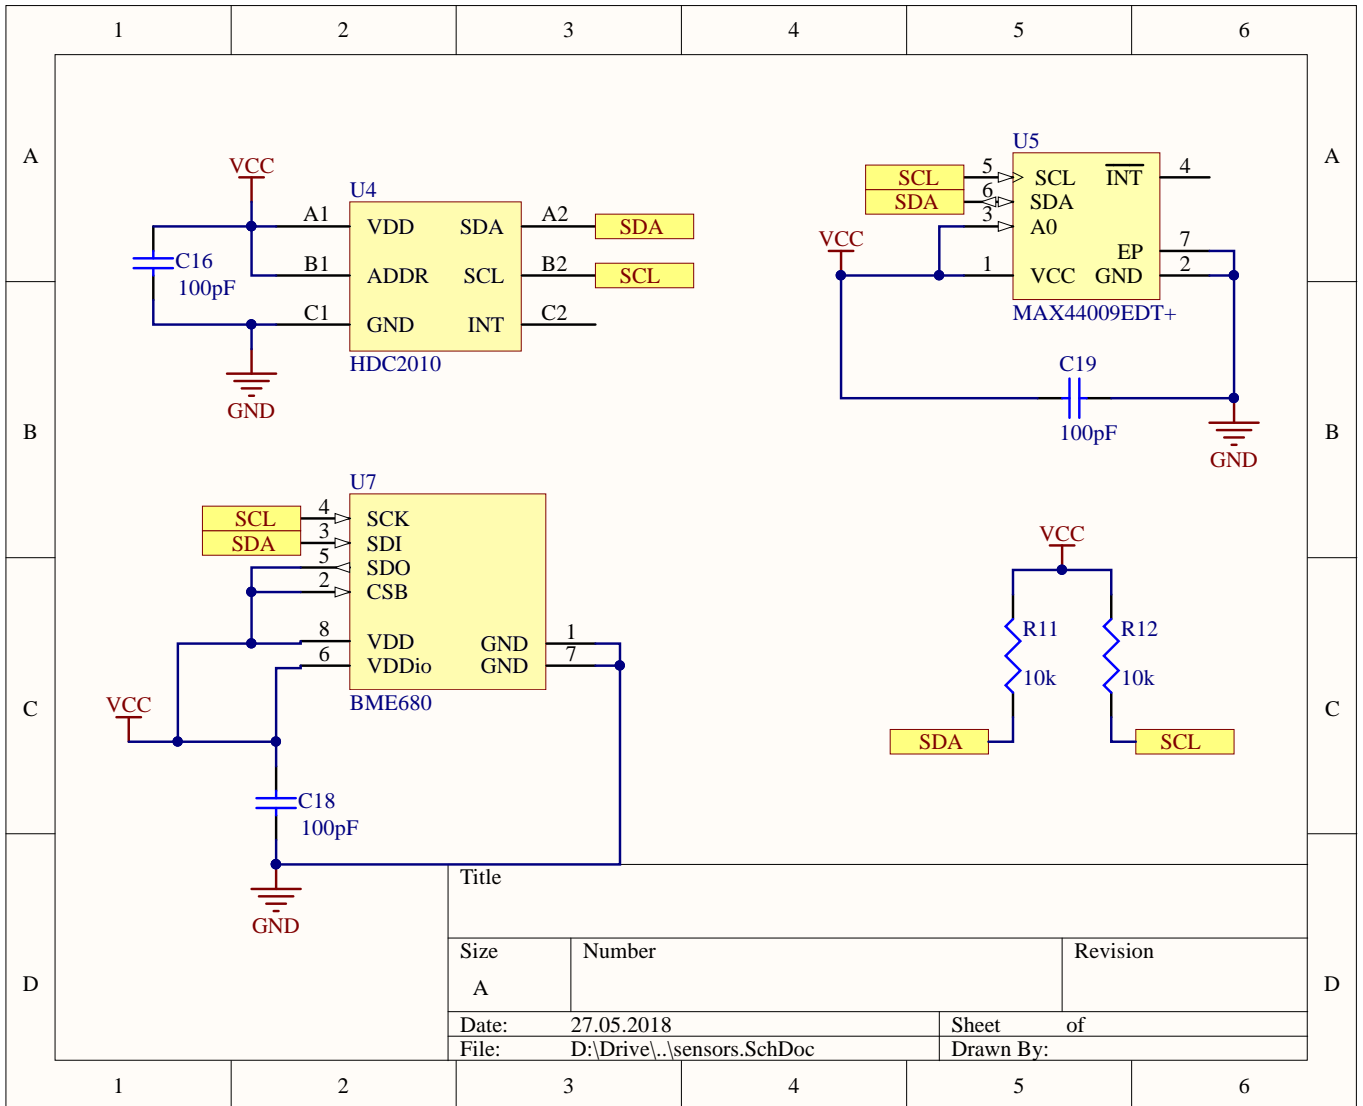 1 2 3 4 5 6
A
A
VCC
U4
A1 VDD SDA A2 SDA
B1 ADDR SCL B2 SCL
C1 GND INT C2
HDC2010
C16
100pF
GND
U5
SCL 5 SCL INT 4
SDA 6 SDA
3 A0
VCC
EP 7
1 VCC GND 2
MAX44009EDT+
C19
100pF
GND
B
B
U7
SCL 4 SCK
SDA 3 SDI
5 SDO
2 CSB
8 VDD GND 1
6 VDDio GND 7
BME680
VCC
C18
100pF
GND
VCC
R11
10k
R12
10k
SDA
SCL
C
C
Title
Size
A
Number
Revision
Date: 27.05.2018
Sheet of
File: D:\Drive\..\sensors.SchDoc
Drawn By:
D
D
1 2 3 4 5 6